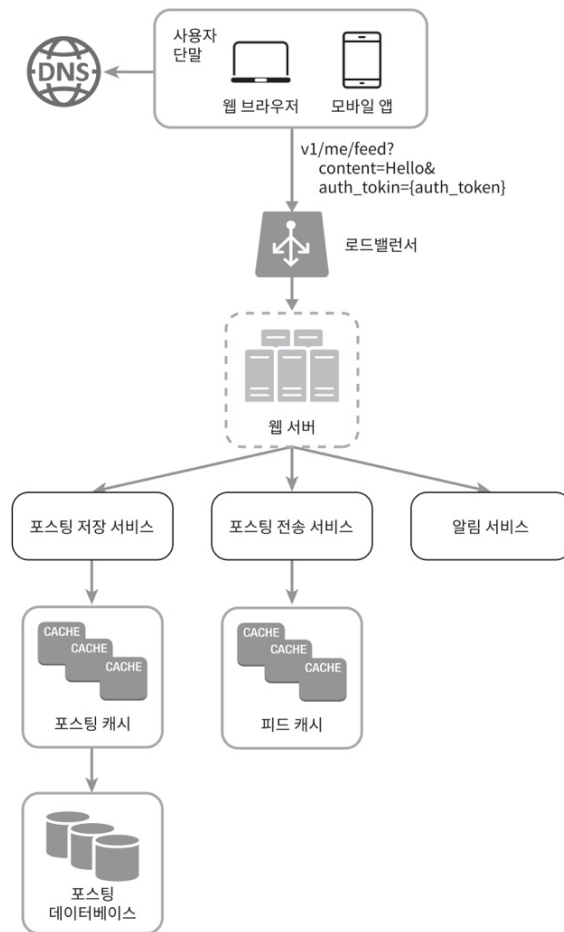 사용자
단말
DNS
웹 브라우저
모바일 앱
v1/me/feed?
content=Hello&
auth_tokin={auth_token}
로드밸런서
웹 서버
포스팅 저장 서비스
포스팅 전송 서비스
알림 서비스
CACHE
CACHE
CACHE
포스팅 캐시
CACHE
CACHE
CACHE
피드 캐시
포스팅
데이터베이스